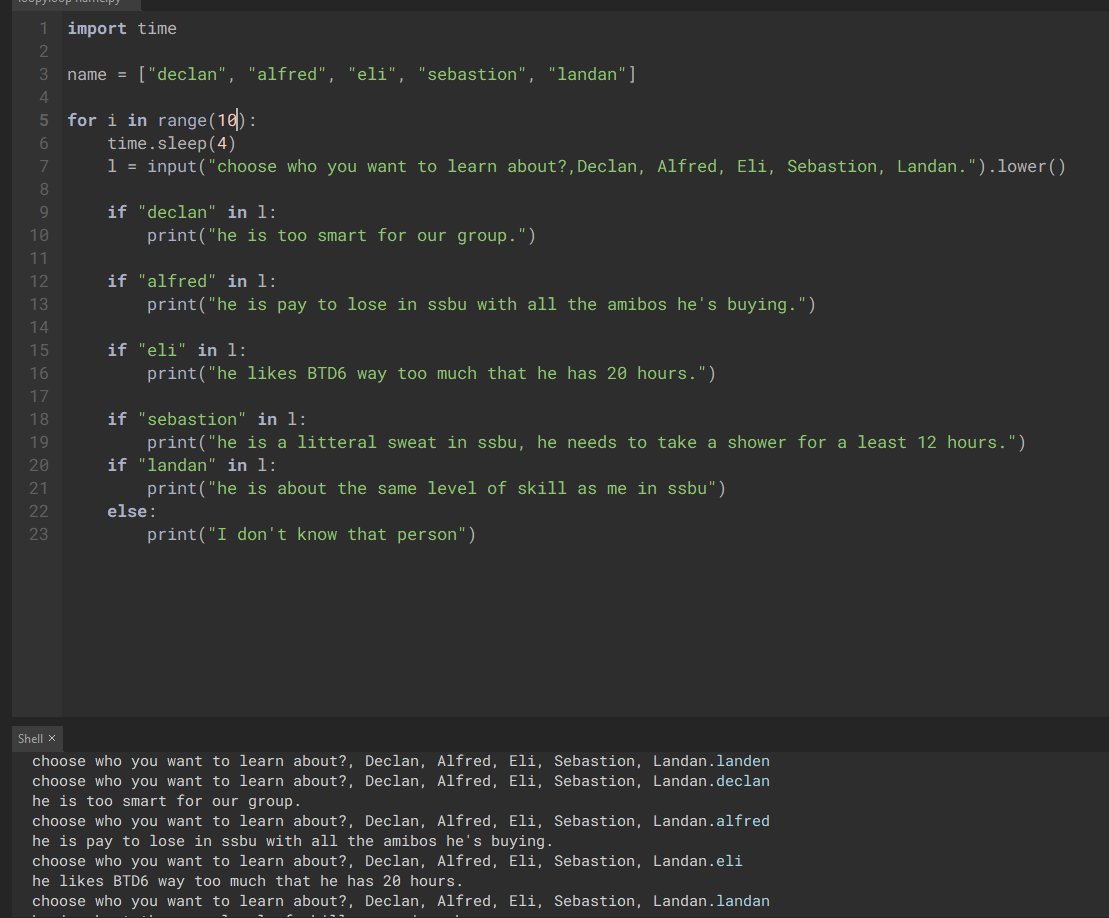 1 import time
2
3 name = ["declan", "alfred", "eli", "sebastion", "landan"]
4
5 for i in range(10):
6     time.sleep(4)
7     l = input("choose who you want to learn about?,Declan, Alfred, Eli, Sebastion, Landan.").lower()
8
9     if "declan" in l:
10         print("he is too smart for our group.")
11
12     if "alfred" in l:
13         print("he is pay to lose in ssbu with all the amibos he's buying.")
14
15     if "eli" in l:
16         print("he likes BTD6 way too much that he has 20 hours.")
17
18     if "sebastion" in l:
19         print("he is a litteral sweat in ssbu, he needs to take a shower for a least 12 hours.")
20     if "landan" in l:
21         print("he is about the same level of skill as me in ssbu")
22     else:
23         print("I don't know that person")
Shell ×
choose who you want to learn about?, Declan, Alfred, Eli, Sebastion, Landan.landen
choose who you want to learn about?, Declan, Alfred, Eli, Sebastion, Landan.declan
he is too smart for our group.
choose who you want to learn about?, Declan, Alfred, Eli, Sebastion, Landan.alfred
he is pay to lose in ssbu with all the amibos he's buying.
choose who you want to learn about?, Declan, Alfred, Eli, Sebastion, Landan.eli
he likes BTD6 way too much that he has 20 hours.
choose who you want to learn about?, Declan, Alfred, Eli, Sebastion, Landan.landan